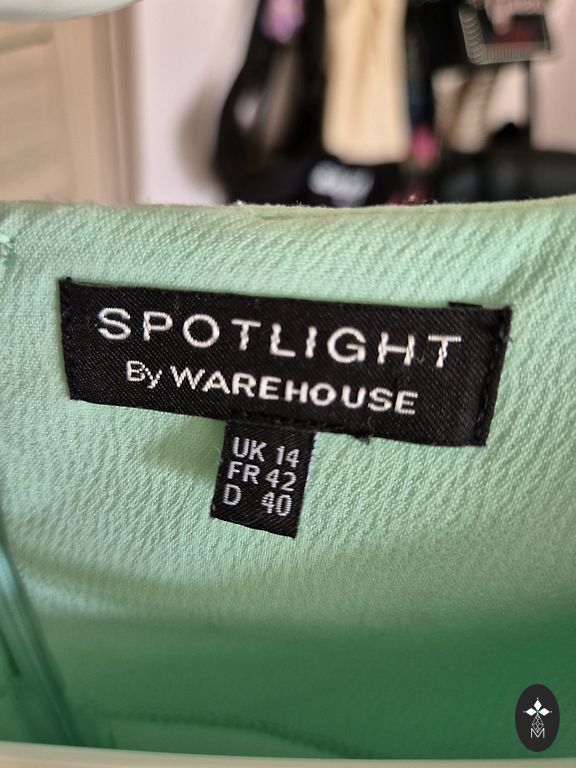 SPOTLIGHT
By WAREHOUSE
UK 14
FR 42
D 40
M